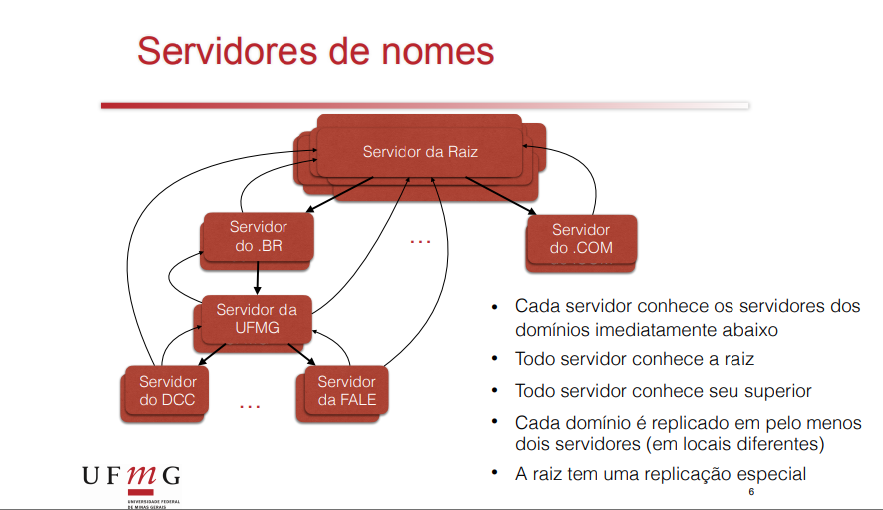 Servidores de nomes
Servidor da Raiz
Servidor
do .BR
...
Servidor
do .COM
Servidor da
UFMG
Servidor
do DCC
...
Servidor
da FALE
• Cada servidor conhece os servidores dos
domínios imediatamente abaixo
• Todo servidor conhece a raiz
• Todo servidor conhece seu superior
• Cada domínio é replicado em pelo menos
dois servidores (em locais diferentes)
• A raiz tem uma replicação especial
UFmG
UNIVERSIDADE FEDERAL
DE MINAS GERAIS
6